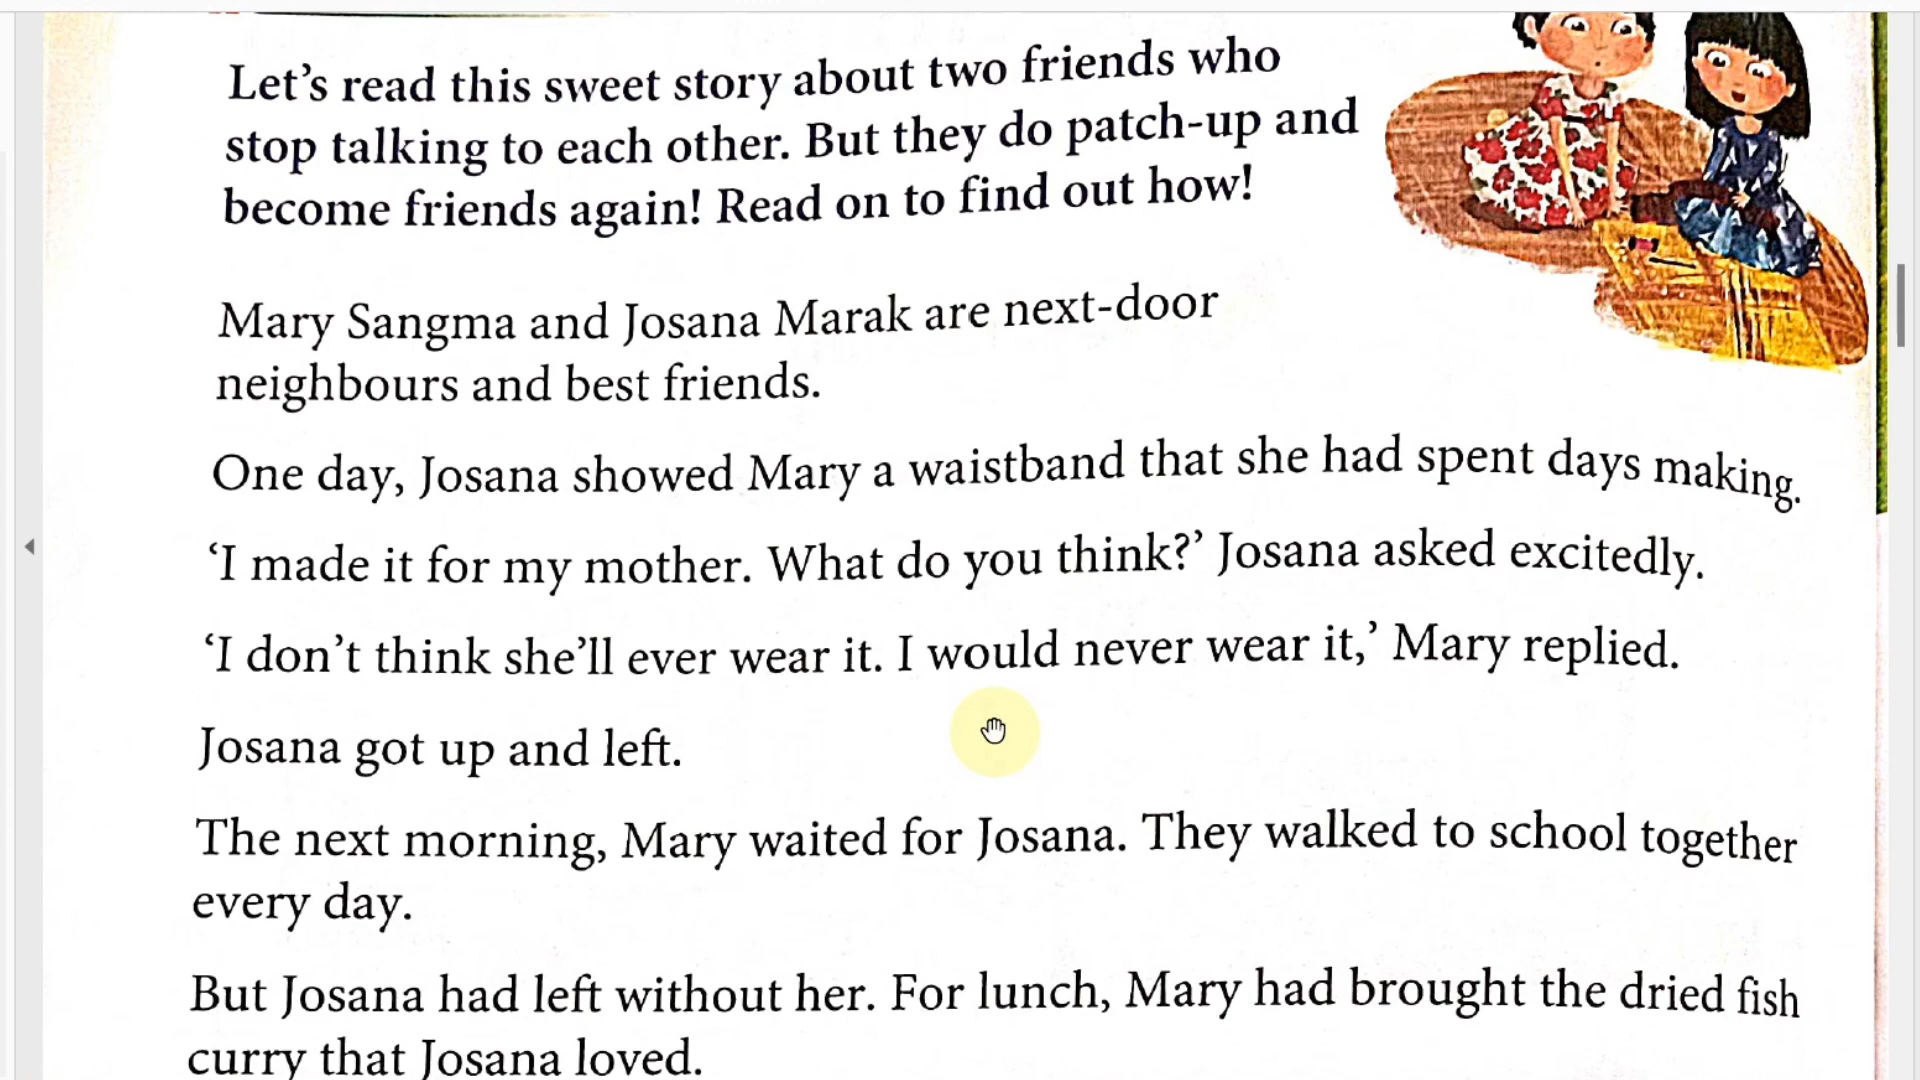 Let’s read this sweet story about two friends who
stop talking to each other. But they do patch-up and
become friends again! Read on to find out how!
Mary Sangma and Josana Marak are next-door
neighbours and best friends.
One day, Josana showed Mary a waistband that she had spent days making.
‘I made it for my mother. What do you think?’ Josana asked excitedly.
‘I don’t think she’ll ever wear it. I would never wear it,’ Mary replied.
Josana got up and left.
The next morning, Mary waited for Josana. They walked to school together
every day.
But Josana had left without her. For lunch, Mary had brought the dried fish
curry that Josana loved.